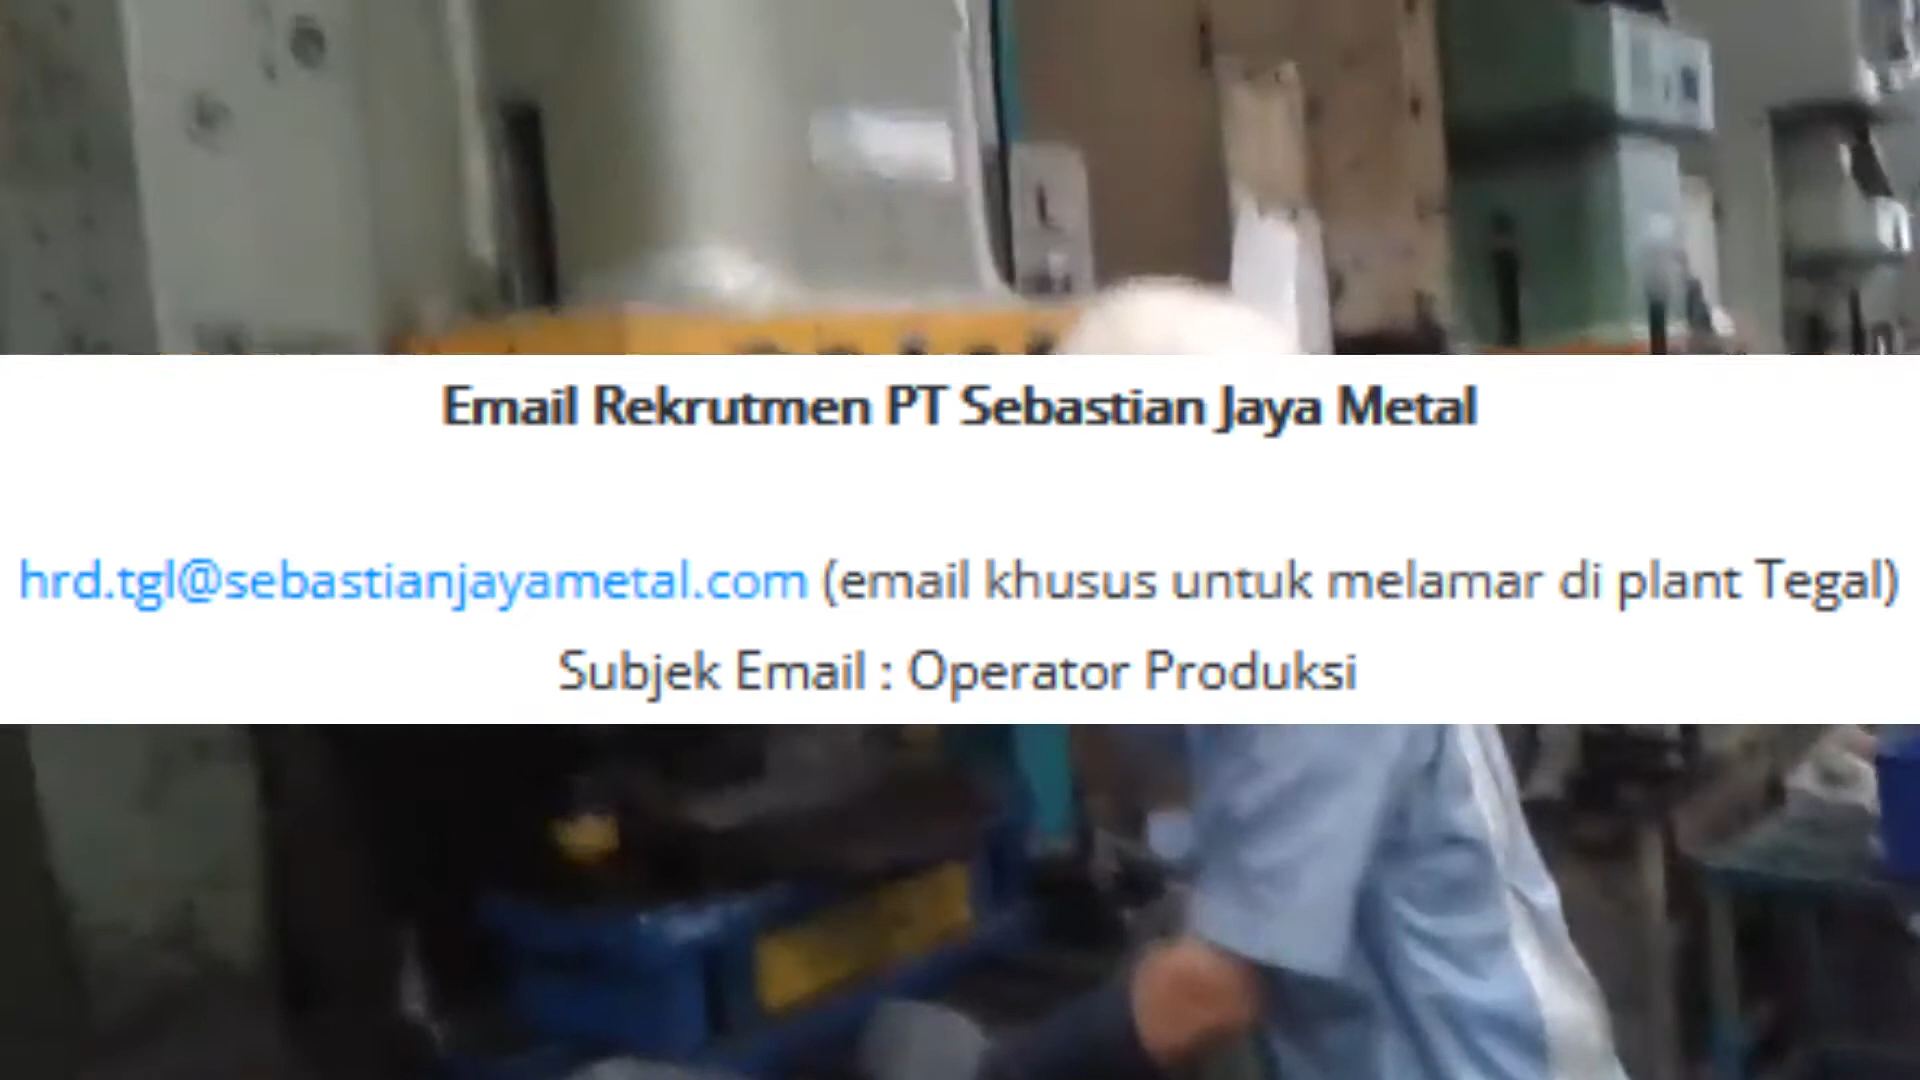 Email Rekrutmen PT Sebastian Jaya Metal
hrd.tgl@sebastianjayametal.com (email khusus untuk melamar di plant Tegal)
Subjek Email : Operator Produksi